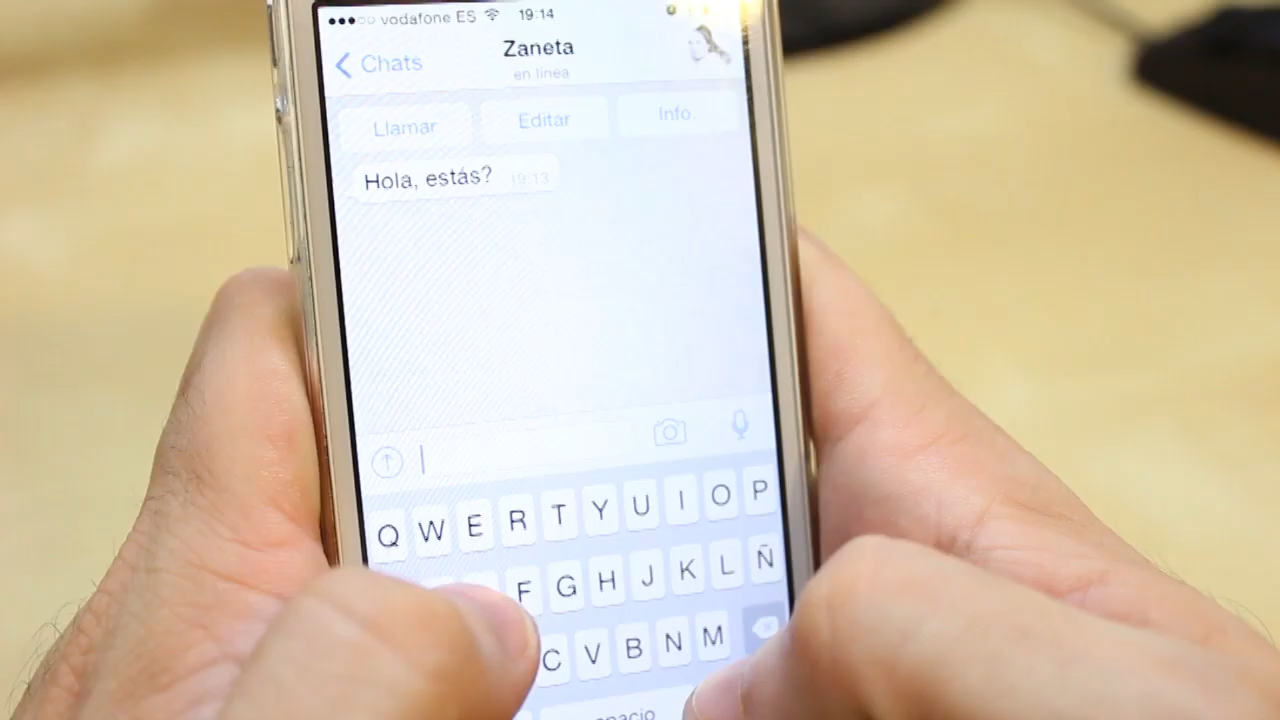 vodafone ES 19:14
Chats Zaneta
en línea
Llamar Editar Info
Hola, estás? 19:13
Q W E R T Y U I O P
F G H J K L Ñ
C V B N M